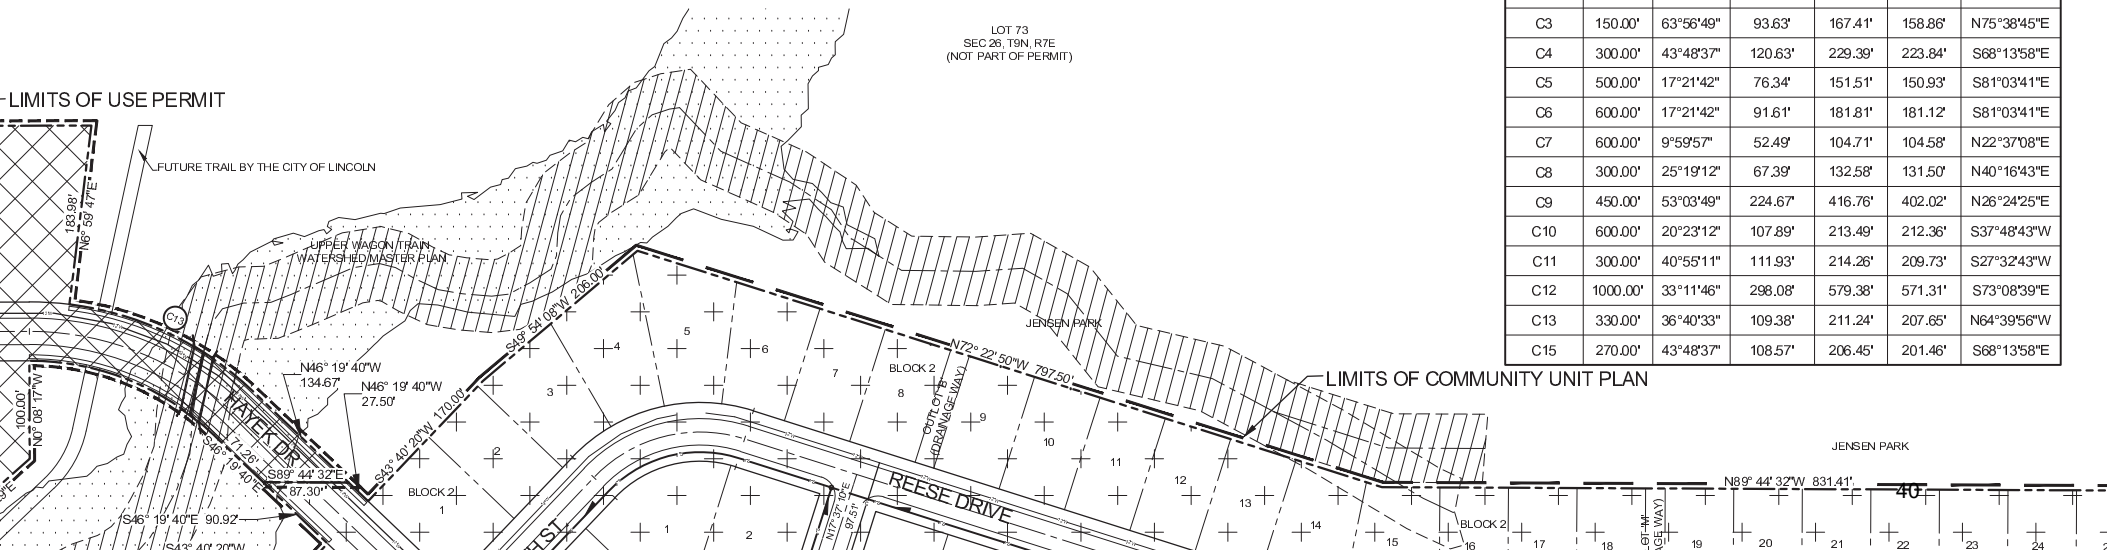 LOT 73
SEC 26, T9N, R7E
(NOT PART OF PERMIT)
LIMITS OF USE PERMIT
FUTURE TRAIL BY THE CITY OF LINCOLN
183.98'
N6° 59' 47"E
UPPER WAGON TRAIN
WATERSHED MASTER PLAN
C13
N46° 19' 40"W
134.67'
N46° 19' 40"W
27.50'
100.00'
N0° 08' 17"W
HAYEK DR
71.26'
S46° 19' 40"E
S89° 44' 32"E
87.30'
S46° 19' 40"E 90.92'
S43° 40' 20"W
S43° 40' 20"W 170.00'
S49° 54' 08"W 206.00'
N72° 22' 50"W 797.50'
JENSEN PARK
LIMITS OF COMMUNITY UNIT PLAN
JENSEN PARK
N89° 44' 32"W 831.41'
40
BLOCK 2
BLOCK 2
BLOCK 2
OUTLOT 'B'
(DRAINAGE WAY)
REESE DRIVE
N17° 37' 10"E
97.51'
1
2
3
4
5
6
7
8
9
10
11
12
13
14
15
16
17
18
19
20
21
22
23
24
1
2
C3 150.00' 63°56'49" 93.63' 167.41' 158.86' N75°38'45"E
C4 300.00' 43°48'37" 120.63' 229.39' 223.84' S68°13'58"E
C5 500.00' 17°21'42" 76.34' 151.51' 150.93' S81°03'41"E
C6 600.00' 17°21'42" 91.61' 181.81' 181.12' S81°03'41"E
C7 600.00' 9°59'57" 52.49' 104.71' 104.58' N22°37'08"E
C8 300.00' 25°19'12" 67.39' 132.58' 131.50' N40°16'43"E
C9 450.00' 53°03'49" 224.67' 416.76' 402.02' N26°24'25"E
C10 600.00' 20°23'12" 107.89' 213.49' 212.36' S37°48'43"W
C11 300.00' 40°55'11" 111.93' 214.26' 209.73' S27°32'43"W
C12 1000.00' 33°11'46" 298.08' 579.38' 571.31' S73°08'39"E
C13 330.00' 36°40'33" 109.38' 211.24' 207.65' N64°39'56"W
C15 270.00' 43°48'37" 108.57' 206.45' 201.46' S68°13'58"E